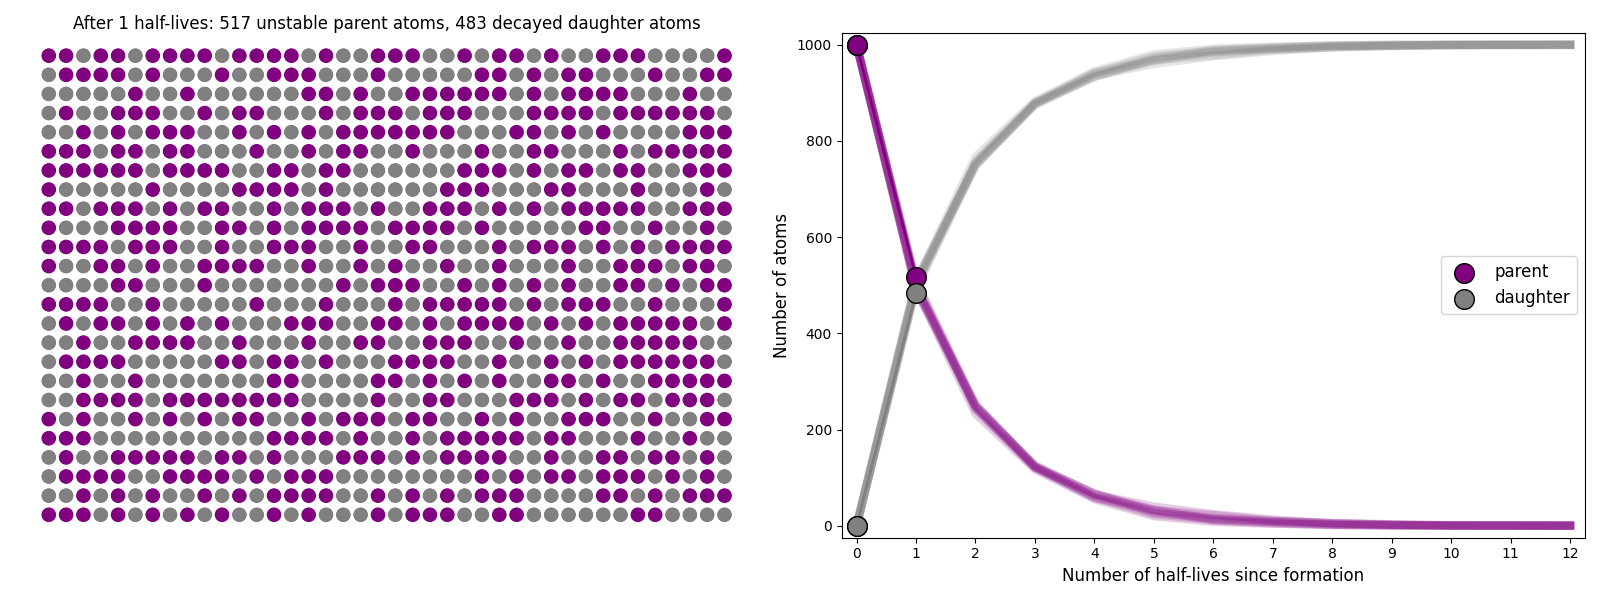 After 1 half-lives: 517 unstable parent atoms, 483 decayed daughter atoms
1000
800
600
400
200
0
Number of atoms
parent
daughter
0 1 2 3 4 5 6 7 8 9 10 11 12
Number of half-lives since formation